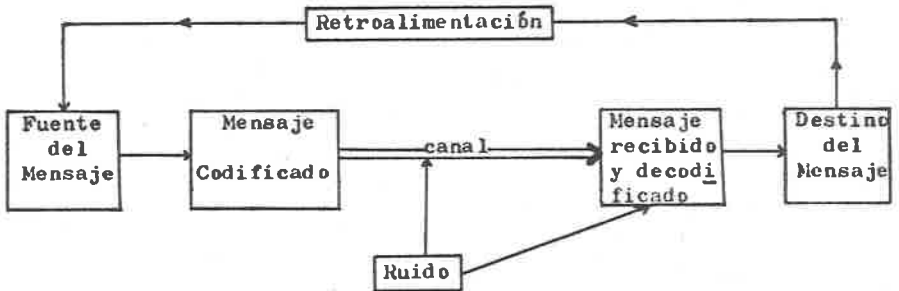 Retroalimentación
Fuente
del
Mensaje
Mensaje
Codificado
canal
Mensaje
recibido
y decodi
ficado
Destino
del
Mensaje
Ruido